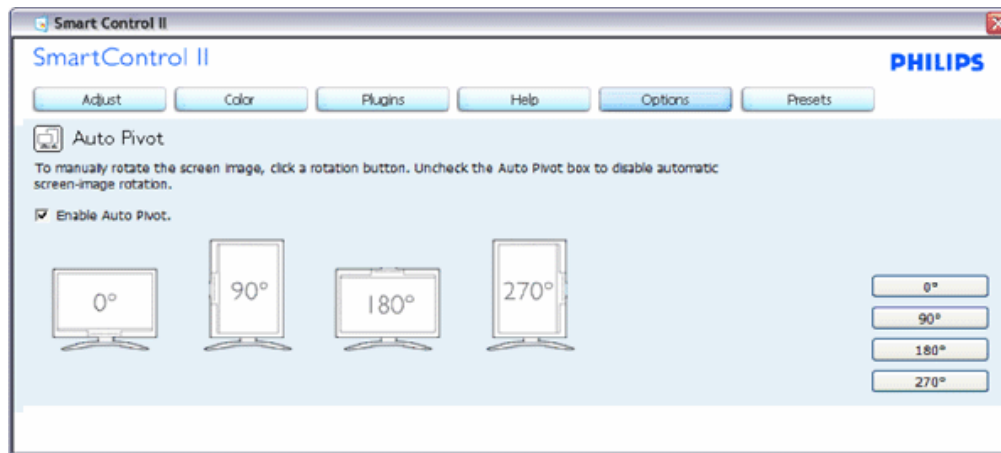 Smart Control II
SmartControl II
PHILIPS
Adjust Color Plugins Help Options Presets
Auto Pivot
To manually rotate the screen image, click a rotation button. Uncheck the Auto Pivot box to disable automatic
screen-image rotation.
Enable Auto Pivot.
0° 90° 180° 270°
0°
90°
180°
270°